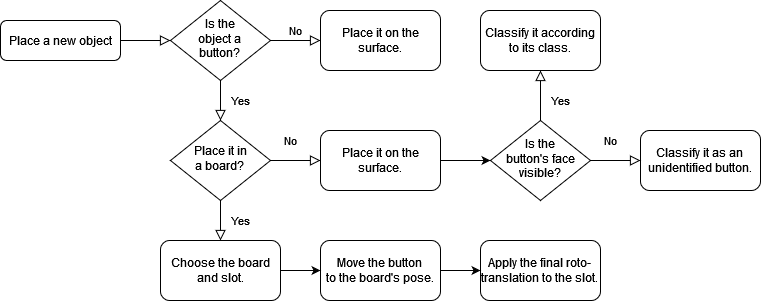 Place a new object
Is the
object a
button?
No
Place it on the
surface.
Classify it according
to its class.
Yes
Yes
Place it in
a board?
No
Place it on the
surface.
Is the
button's face
visible?
No
Classify it as an
unidentified button.
Yes
Choose the board
and slot.
Move the button
to the board's pose.
Apply the final roto-
translation to the slot.